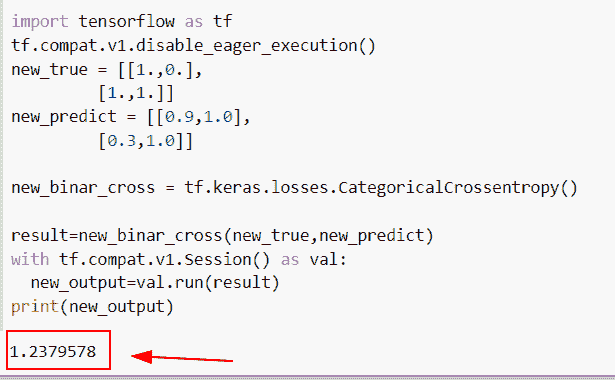 import tensorflow as tf
tf.compat.v1.disable_eager_execution()
new_true = [[1.,0.],
         [1.,1.]]
new_predict = [[0.9,1.0],
         [0.3,1.0]]
new_binar_cross = tf.keras.losses.CategoricalCrossentropy()
result=new_binar_cross(new_true,new_predict)
with tf.compat.v1.Session() as val:
  new_output=val.run(result)
print(new_output)
1.2379578